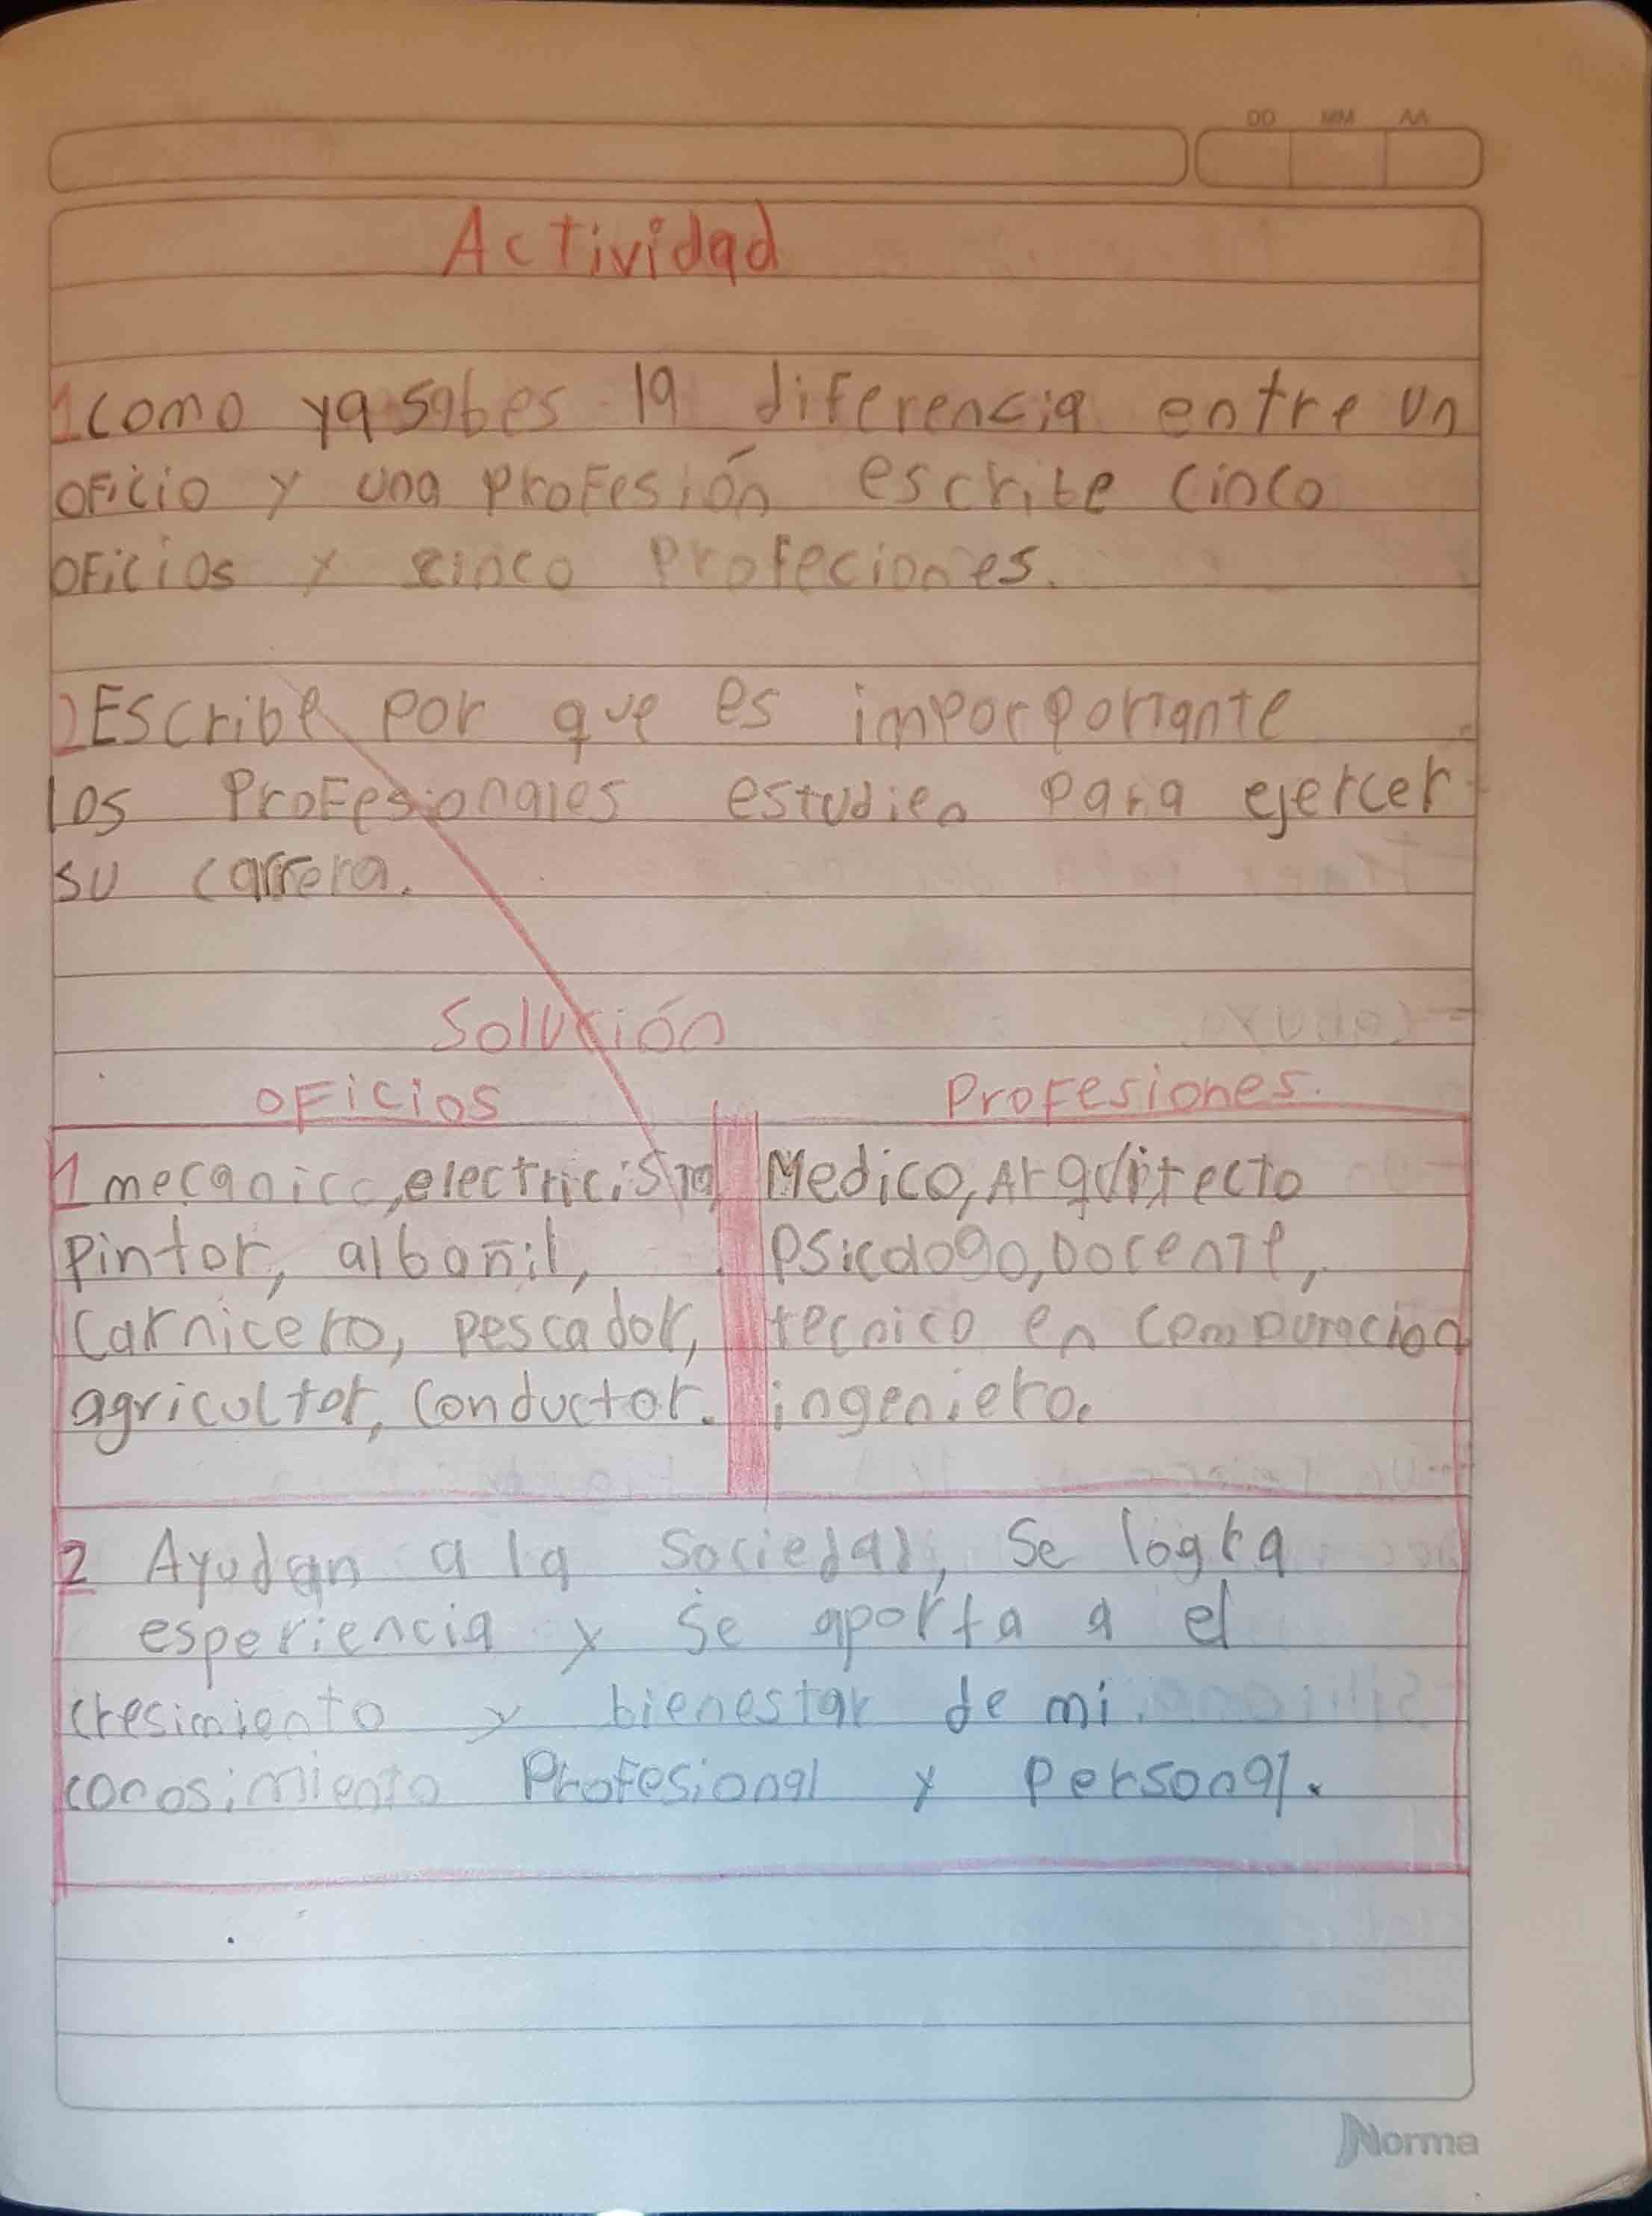 DD MM AA
Actividad
1 como ya sabes la diferencia entre un
oficio y una profesión escribe cinco
oficios y cinco profeciones.
2 Escribe por que es imporportante
los profesionales estudien para ejercer
su carrera.
Solución
oficios
Profesiones.
1 mecanico, electricista
pintor, albañil,
carnicero, pescador,
agricultor, conductor.
Medico, Arquitecto
psicologo, Docente,
tecnico en computacion
ingeniero.
2 Ayudan a la sociedad, se logra
esperiencia y se aporta a el
cresimiento y bienestar de mi
conosimiento Profesional y personal.
Norma